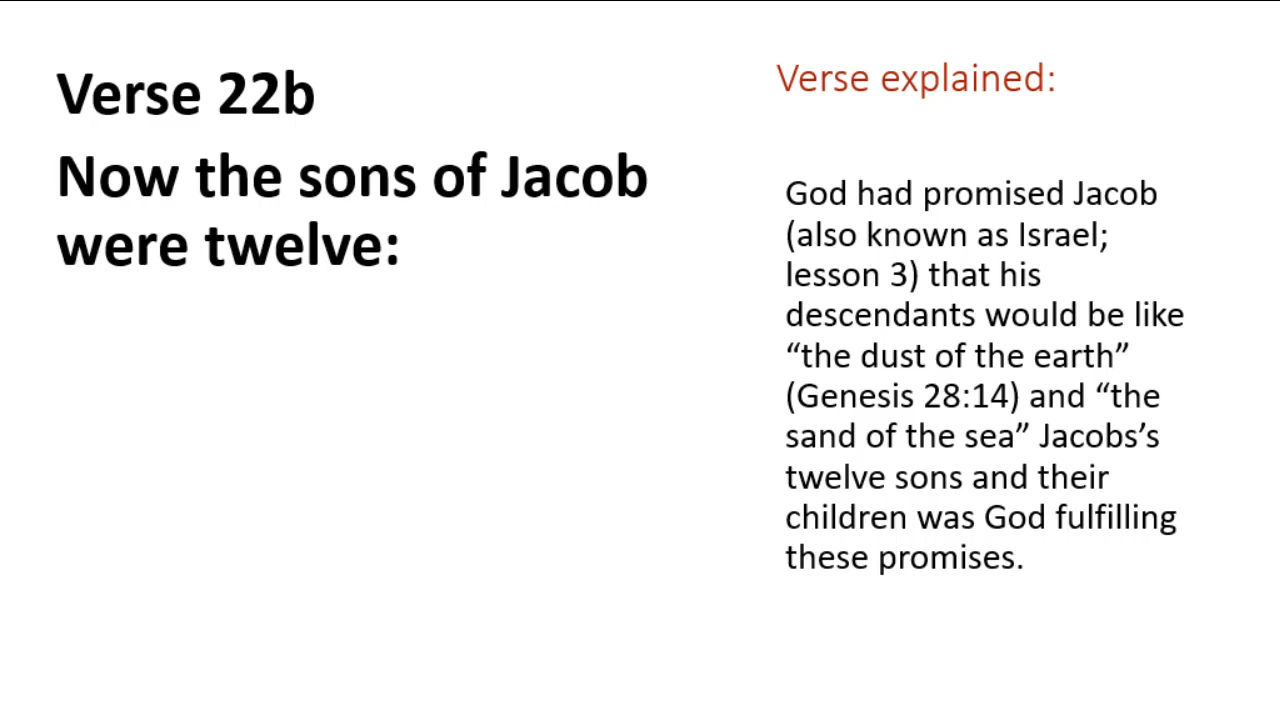 Verse 22b
Now the sons of Jacob
were twelve:
Verse explained:
God had promised Jacob
(also known as Israel;
lesson 3) that his
descendants would be like
“the dust of the earth”
(Genesis 28:14) and “the
sand of the sea” Jacobs’s
twelve sons and their
children was God fulfilling
these promises.